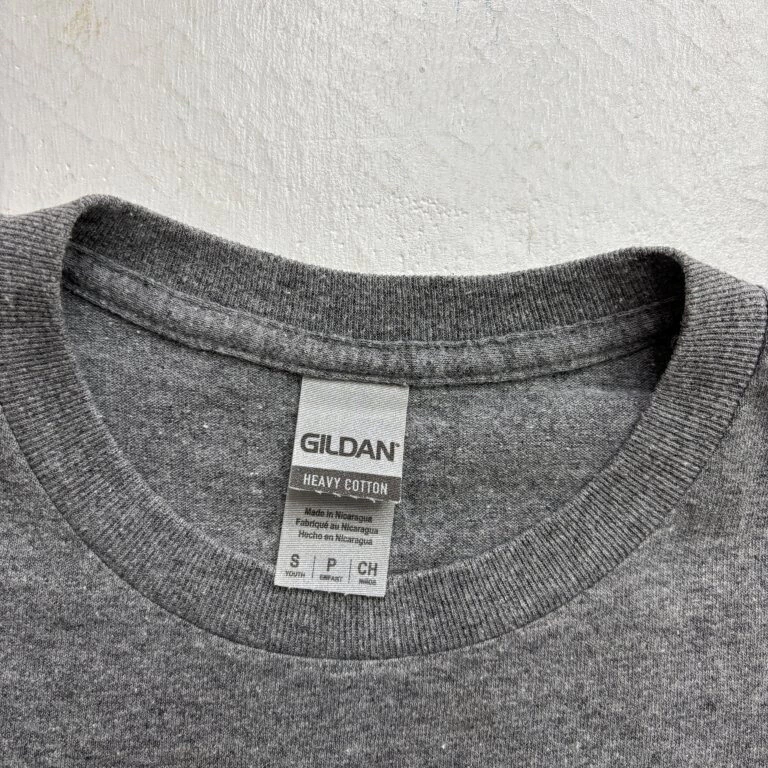 GILDAN
HEAVY COTTON
Made in Nicaragua
Fabriqué au Nicaragua
Hecho en Nicaragua
S P CH
YOUTH ENFANT NIÑOS